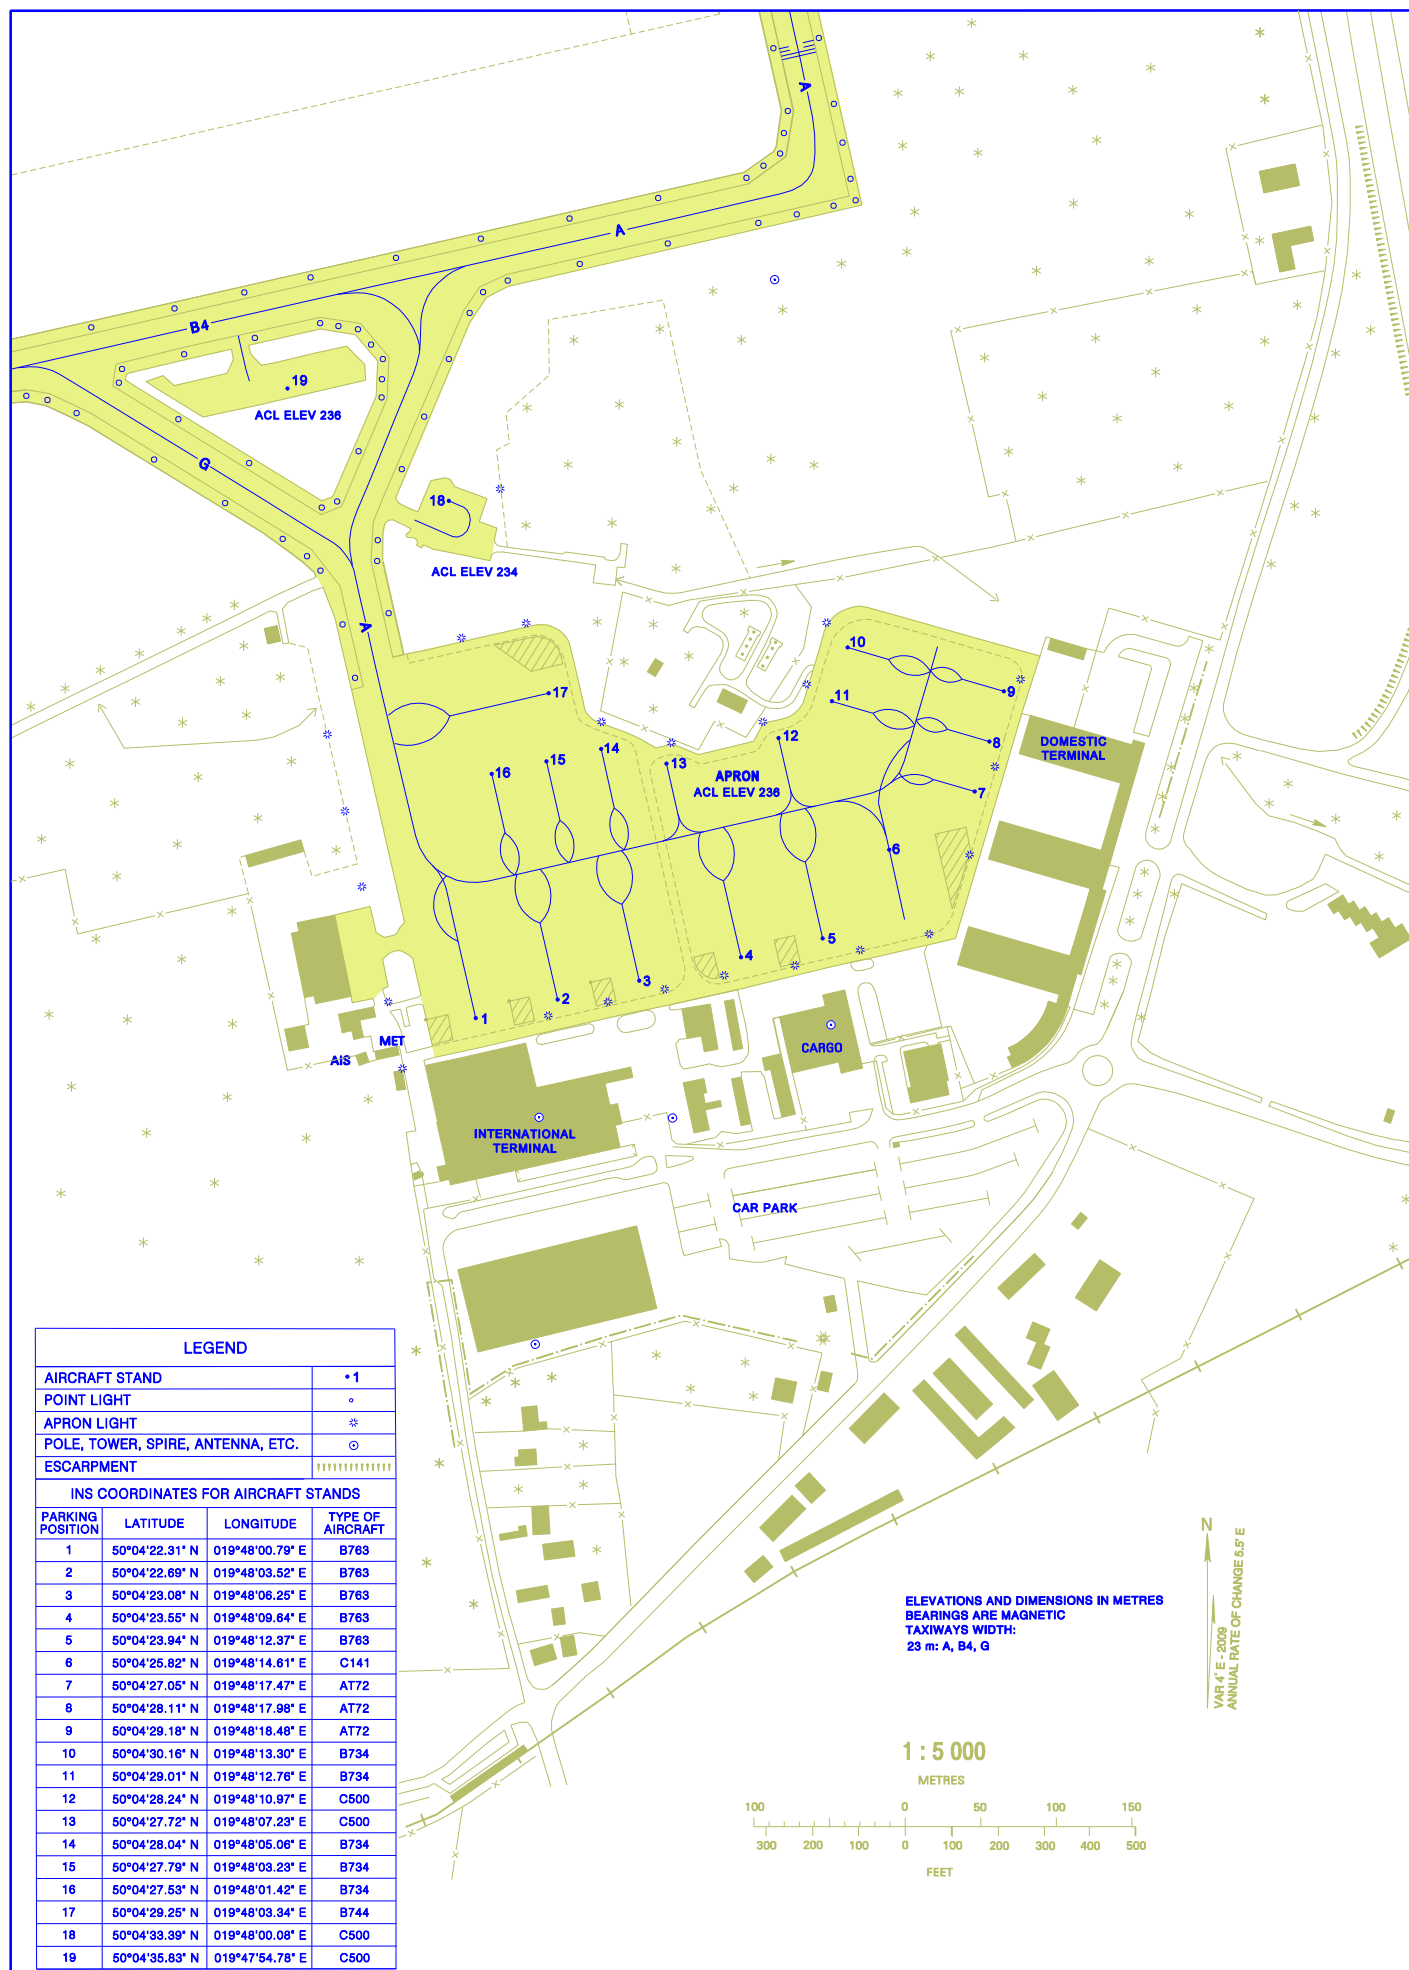 A
A
B4
19
ACL ELEV 236
G
18
ACL ELEV 234
A
10
9
11
17
12
8
DOMESTIC
TERMINAL
14
15
13
16
APRON
ACL ELEV 236
7
6
5
4
3
2
1
MET
AIS
CARGO
INTERNATIONAL
TERMINAL
CAR PARK
LEGEND
AIRCRAFT STAND 1
POINT LIGHT
APRON LIGHT
POLE, TOWER, SPIRE, ANTENNA, ETC.
ESCARPMENT
INS COORDINATES FOR AIRCRAFT STANDS
PARKING POSITION LATITUDE LONGITUDE TYPE OF AIRCRAFT
1 50°04'22.31" N 019°48'00.79" E B763
2 50°04'22.69" N 019°48'03.52" E B763
3 50°04'23.08" N 019°48'06.25" E B763
4 50°04'23.55" N 019°48'09.64" E B763
5 50°04'23.94" N 019°48'12.37" E B763
6 50°04'25.82" N 019°48'14.61" E C141
7 50°04'27.05" N 019°48'17.47" E AT72
8 50°04'28.11" N 019°48'17.98" E AT72
9 50°04'29.18" N 019°48'18.48" E AT72
10 50°04'30.16" N 019°48'13.30" E B734
11 50°04'29.01" N 019°48'12.76" E B734
12 50°04'28.24" N 019°48'10.97" E C500
13 50°04'27.72" N 019°48'07.23" E C500
14 50°04'28.04" N 019°48'05.06" E B734
15 50°04'27.79" N 019°48'03.23" E B734
16 50°04'27.53" N 019°48'01.42" E B734
17 50°04'29.25" N 019°48'03.34" E B744
18 50°04'33.39" N 019°48'00.08" E C500
19 50°04'35.83" N 019°47'54.78" E C500
ELEVATIONS AND DIMENSIONS IN METRES
BEARINGS ARE MAGNETIC
TAXIWAYS WIDTH:
23 m: A, B4, G
N
VAR 4° E - 2009
ANNUAL RATE OF CHANGE 5.5' E
1 : 5 000
METRES
100 0 50 100 150
300 200 100 0 100 200 300 400 500
FEET